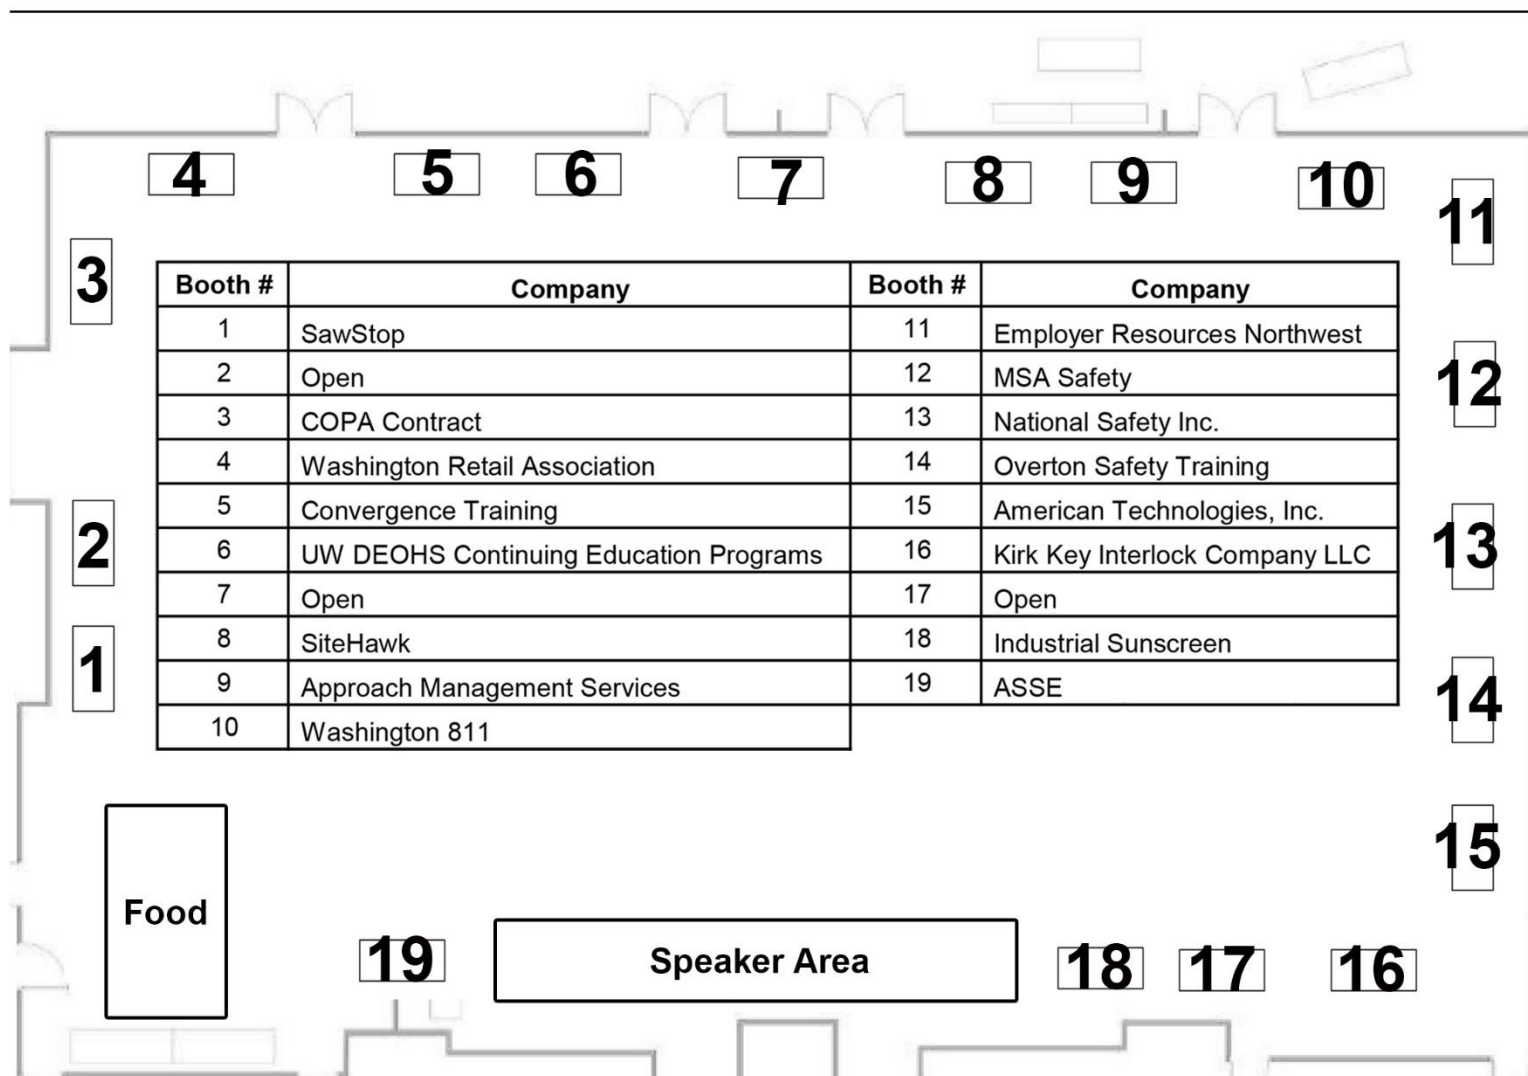 4 5 6 7 8 9 10
11
3
Booth # Company Booth # Company
1 SawStop 11 Employer Resources Northwest
2 Open 12 MSA Safety
12
3 COPA Contract 13 National Safety Inc.
4 Washington Retail Association 14 Overton Safety Training
5 Convergence Training 15 American Technologies, Inc.
2
6 UW DEOHS Continuing Education Programs 16 Kirk Key Interlock Company LLC
13
7 Open 17 Open
8 SiteHawk 18 Industrial Sunscreen
1
9 Approach Management Services 19 ASSE
14
10 Washington 811
15
Food
19 Speaker Area 18 17 16